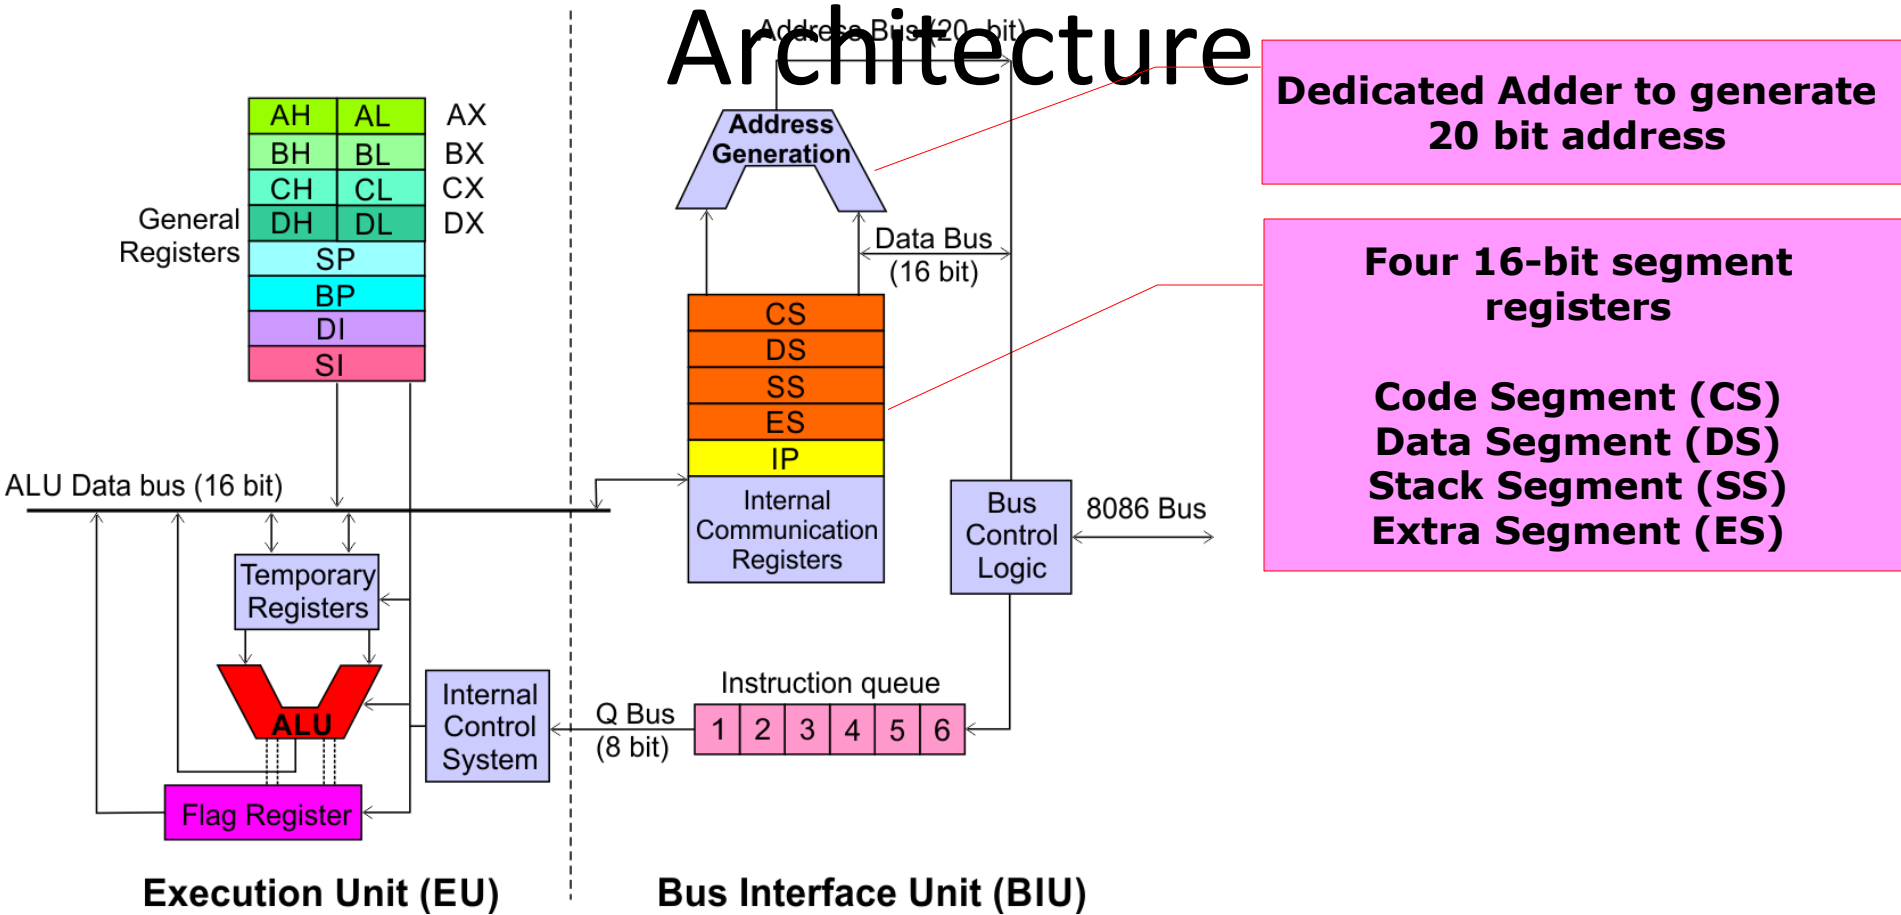 Architecture
Address Bus (20 bit)
Dedicated Adder to generate
20 bit address
Address
Generation
AH AL AX
BH BL BX
CH CL CX
DH DL DX
General
Registers
SP
BP
DI
SI
Data Bus
(16 bit)
Four 16-bit segment
registers
Code Segment (CS)
Data Segment (DS)
Stack Segment (SS)
Extra Segment (ES)
CS
DS
SS
ES
IP
Internal
Communication
Registers
ALU Data bus (16 bit)
Bus
Control
Logic
8086 Bus
Temporary
Registers
ALU
Internal
Control
System
Q Bus
(8 bit)
Instruction queue
1 2 3 4 5 6
Flag Register
Execution Unit (EU)
Bus Interface Unit (BIU)